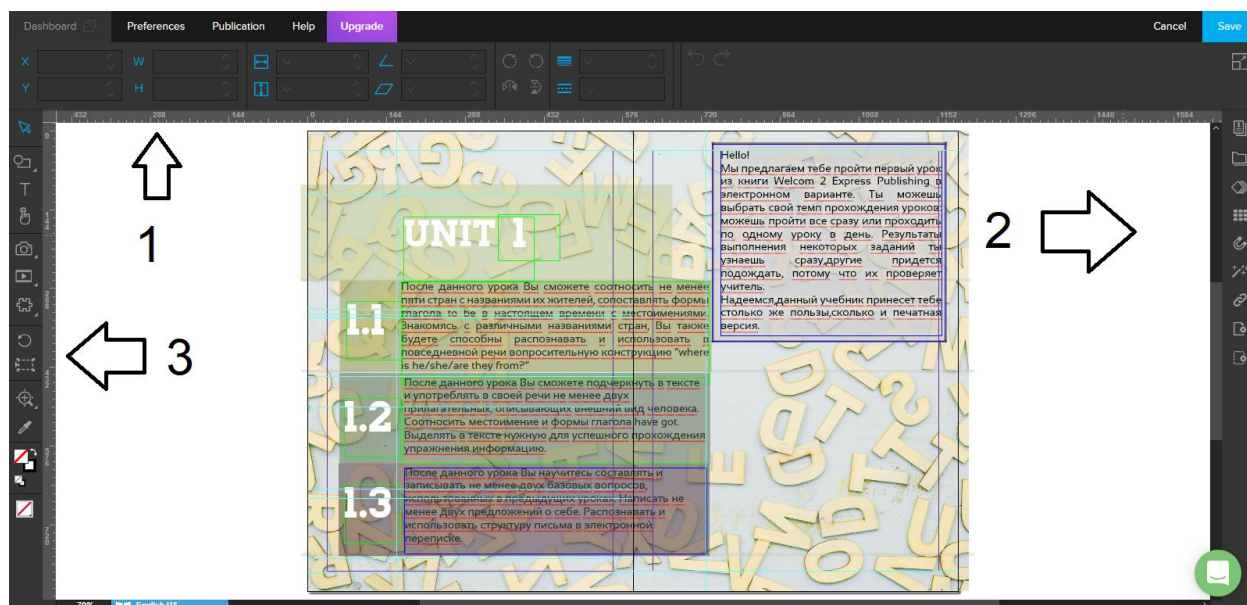 Dashboard Preferences Publication Help Upgrade Cancel Save
X W
Y H
432 288 144 0 144 288 432 576 720 864 1008 1152 1296 1440 1584
1
2
3
UNIT 1
1.1
После данного урока Вы сможете соотносить не менее
пяти стран с названиями их жителей, сопоставлять формы
глагола to be в настоящем времени с местоимениями.
Знакомясь с различными названиями стран, Вы также
будете способны распознавать и использовать в
повседневной речи вопросительную конструкцию "where
is he/she/are they from?"
1.2
После данного урока Вы сможете подчеркнуть в тексте
и употреблять в своей речи не менее двух
прилагательных, описывающих внешний вид человека.
Соотносить местоимение и формы глагола have got.
Выделять в тексте нужную для успешного прохождения
упражнения информацию.
1.3
После данного урока Вы научитесь составлять и
записывать не менее двух базовых вопросов,
использованных в предыдущих уроках. Написать не
менее двух предложений о себе. Распознавать и
использовать структуру письма в электронной
переписке.
Hello!
Мы предлагаем тебе пройти первый урок
из книги Welcom 2 Express Publishing в
электронном варианте. Ты можешь
выбрать свой темп прохождения уроков:
можешь пройти все сразу или проходить
по одному уроку в день. Результаты
выполнения некоторых заданий ты
узнаешь сразу,другие придется
подождать, потому что их проверяет
учитель.
Надеемся,данный учебник принесет тебе
столько же пользы,сколько и печатная
версия.
70% English US